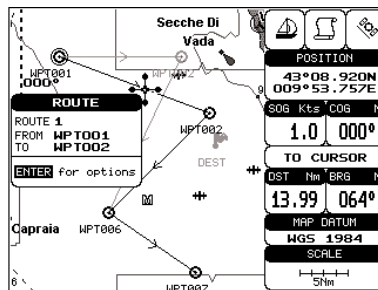 Secche Di
Vada
WPT001
000°
ROUTE
ROUTE 1
FROM WPT001
TO WPT002
ENTER for options
WPT002
DEST
M
Capraia
WPT006
WPT007
6
9
POSITION
43°08.920N
009°53.757E
SOG Kts
COG
1.0
000°
TO CURSOR
DST Nm
BRG
13.99
064°
MAP DATUM
WGS 1984
SCALE
5Nm